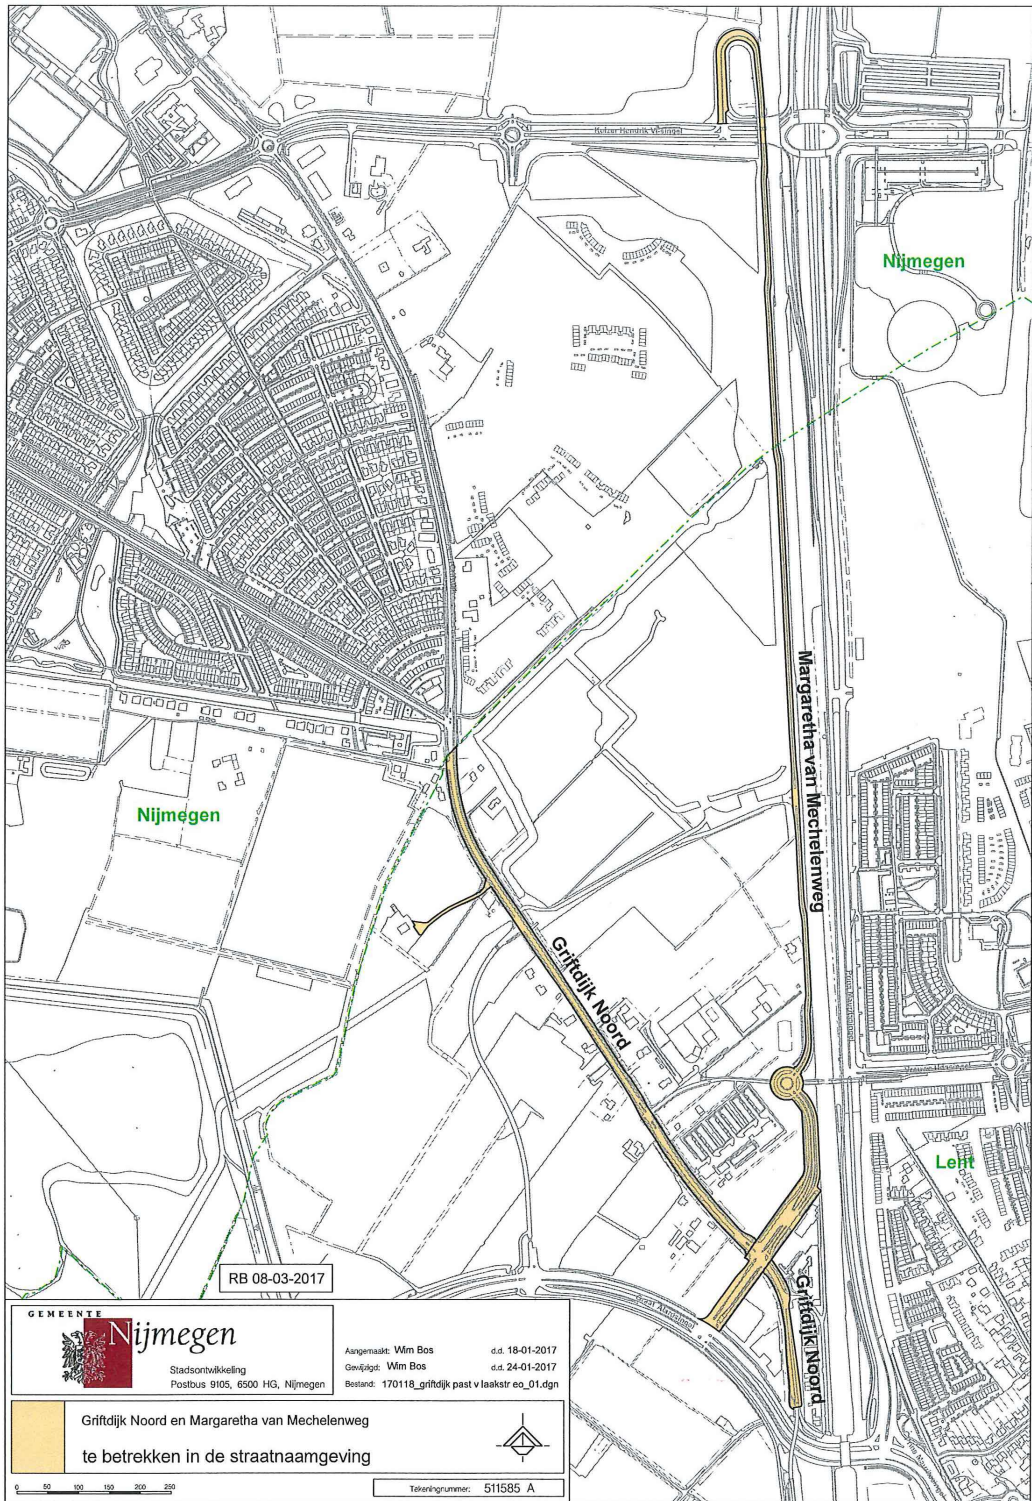 Keizer Hendrik VI-singel
Nijmegen
Margaretha van Mechelenweg
Nijmegen
Griftdijk Noord
Lent
RB 08-03-2017
Griftdijk Noord
GEMEENTE
Nijmegen
Stadsontwikkeling
Postbus 9105, 6500 HG, Nijmegen
Aangemaakt: Wim Bos d.d. 18-01-2017
Gewijzigd: Wim Bos d.d. 24-01-2017
Bestand: 170118_griftdijk past v laakstr eo_01.dgn
Griftdijk Noord en Margaretha van Mechelenweg
te betrekken in de straatnaamgeving
0 50 100 150 200 250
Tekeningnummer: 511585 A